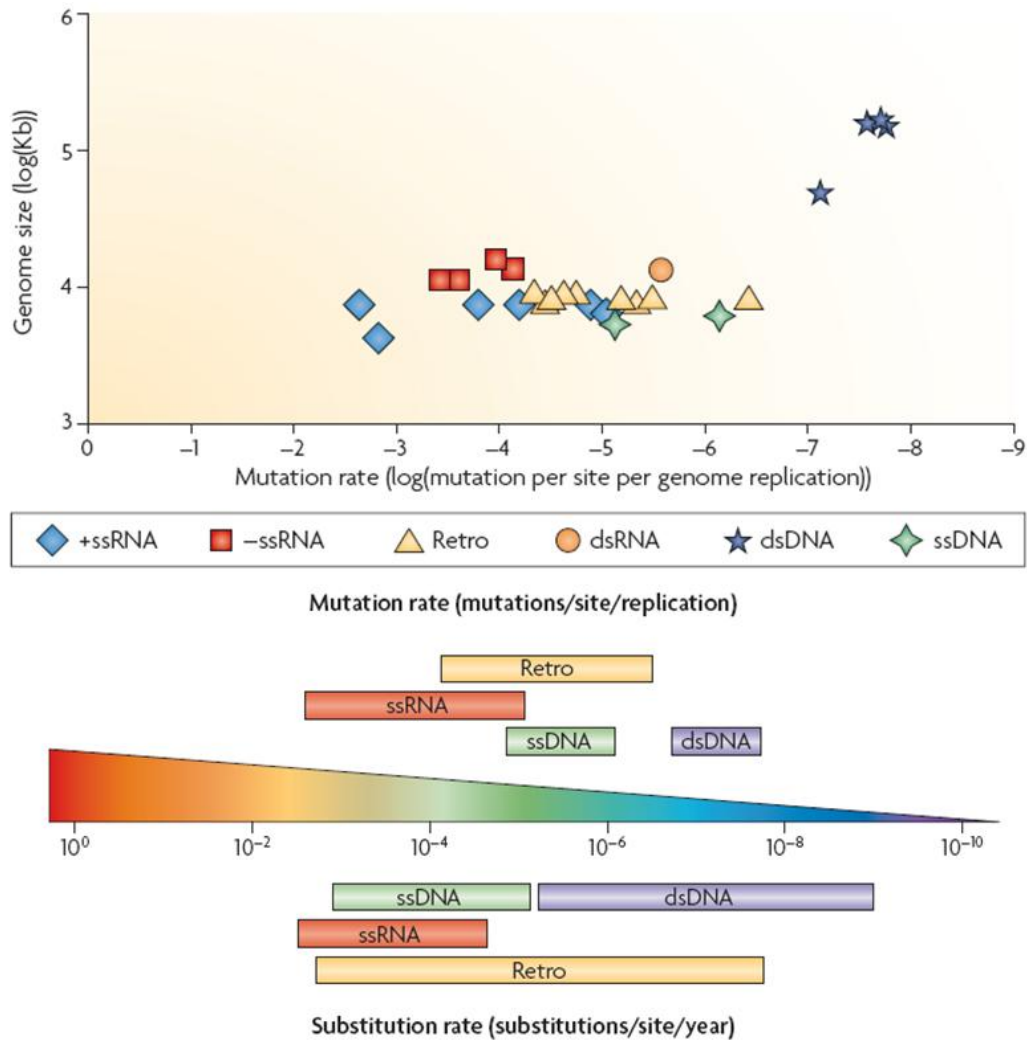 6
5
4
3
Genome size (log(Kb))
0 –1 –2 –3 –4 –5 –6 –7 –8 –9
Mutation rate (log(mutation per site per genome replication))
+ssRNA –ssRNA Retro dsRNA dsDNA ssDNA
Mutation rate (mutations/site/replication)
Retro
ssRNA
ssDNA dsDNA
10⁰ 10⁻² 10⁻⁴ 10⁻⁶ 10⁻⁸ 10⁻¹⁰
ssDNA dsDNA
ssRNA
Retro
Substitution rate (substitutions/site/year)